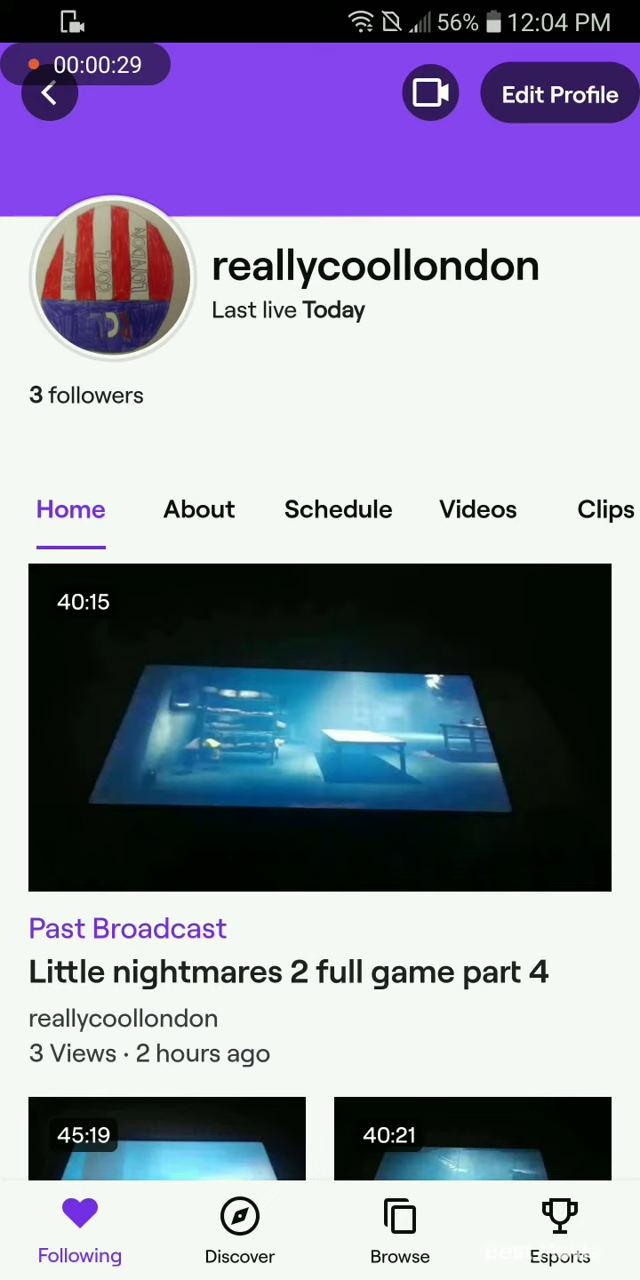 56% 12:04 PM
00:00:29
Edit Profile
reallycoollondon
Last live Today
3 followers
Home About Schedule Videos Clips
40:15
Past Broadcast
Little nightmares 2 full game part 4
reallycoollondon
3 Views · 2 hours ago
45:19 40:21
Following Discover Browse Esports